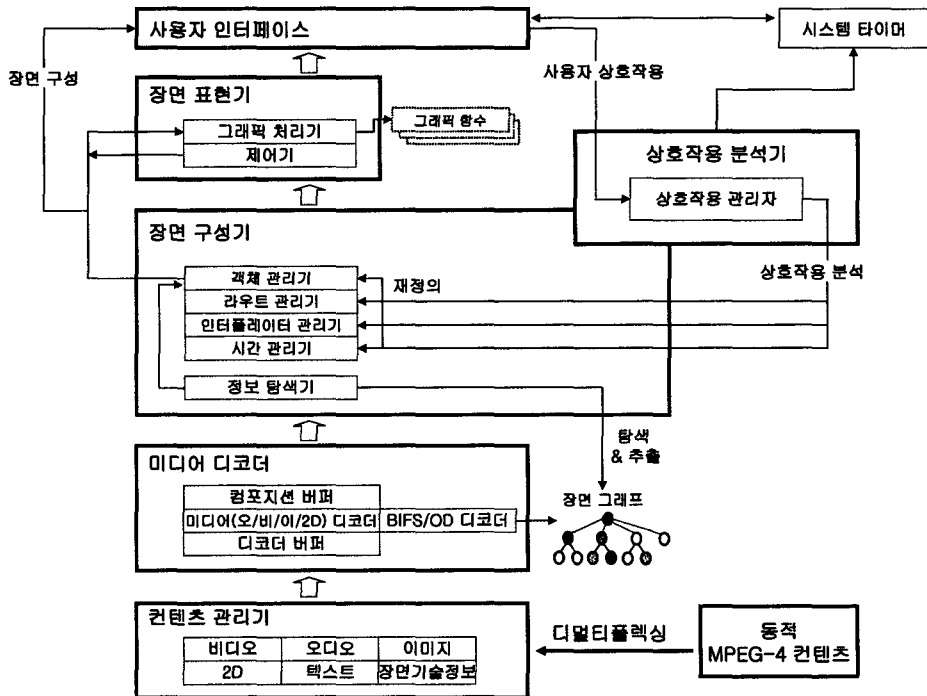 사용자 인터페이스
시스템 타이머
장면 구성
사용자 상호작용
장면 표현기
그래픽 처리기
제어기
그래픽 함수
상호작용 분석기
상호작용 관리자
장면 구성기
상호작용 분석
객체 관리기
재정의
라우트 관리기
인터플레이터 관리기
시간 관리기
정보 탐색기
탐색
& 추출
미디어 디코더
컴포지션 버퍼
미디어(오/비/이/2D) 디코더
BIFS/OD 디코더
디코더 버퍼
장면 그래프
컨텐츠 관리기
비디오
오디오
이미지
2D
텍스트
장면기술정보
디멀티플렉싱
동적
MPEG-4 컨텐츠